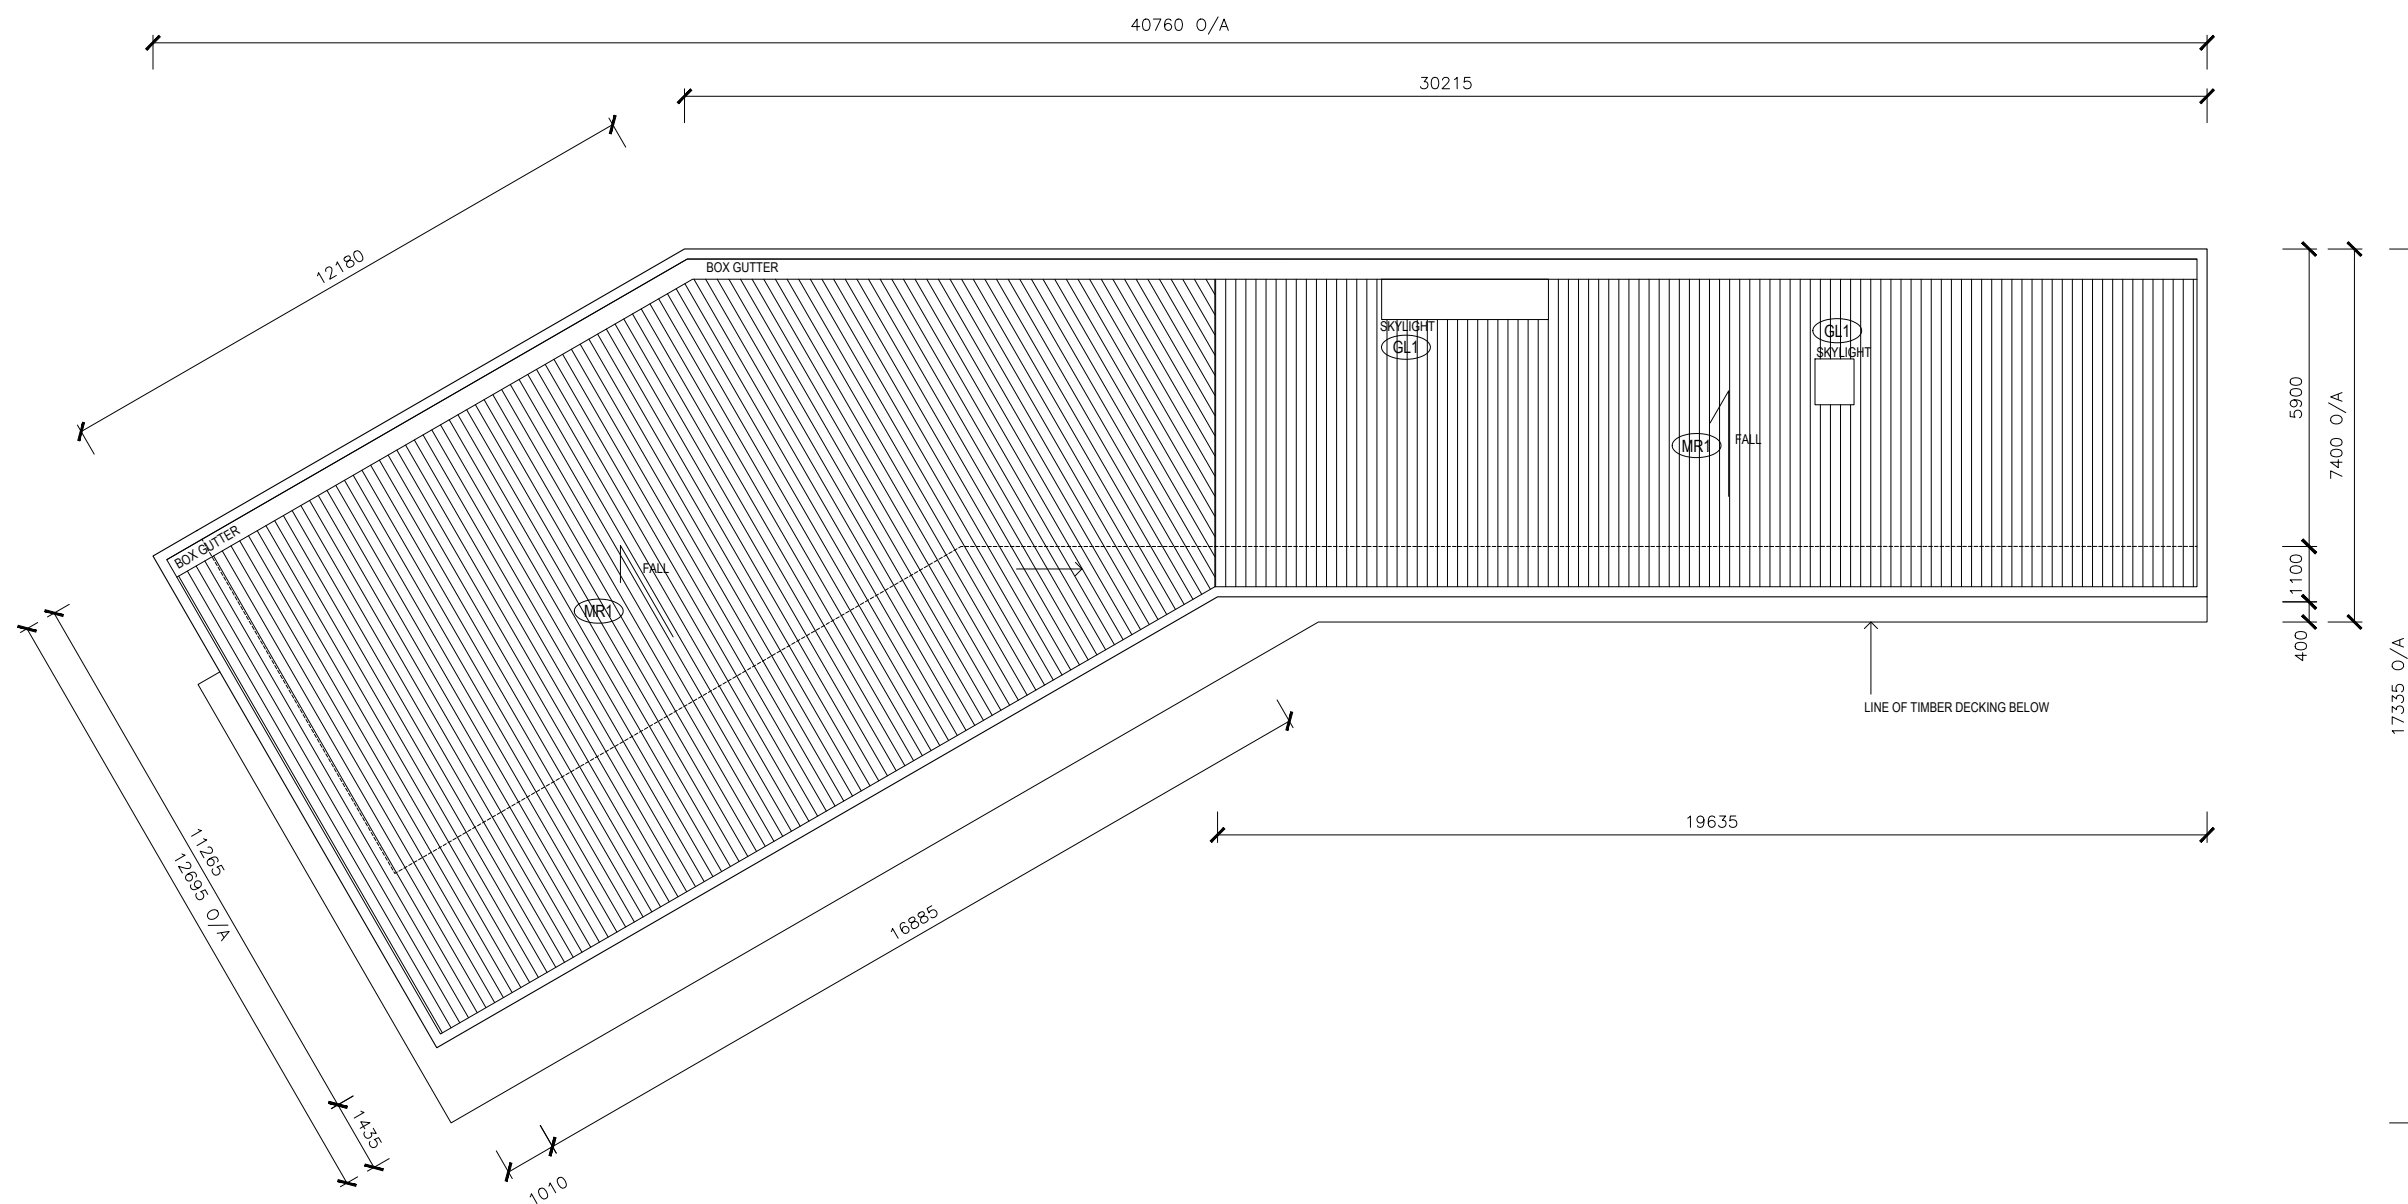 40760 O/A
30215
12180
BOX GUTTER
SKYLIGHT
GL1
GL1
SKYLIGHT
MR1
FALL
5900
7400 O/A
BOX GUTTER
FALL
MR1
1100
400
17335 O/A
LINE OF TIMBER DECKING BELOW
19635
11265
12695 O/A
16885
1435
1010